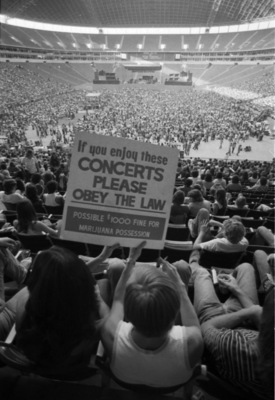 If you enjoy these
CONCERTS
PLEASE
OBEY THE LAW
POSSIBLE $1000 FINE for
MARIJUANA POSSESSION